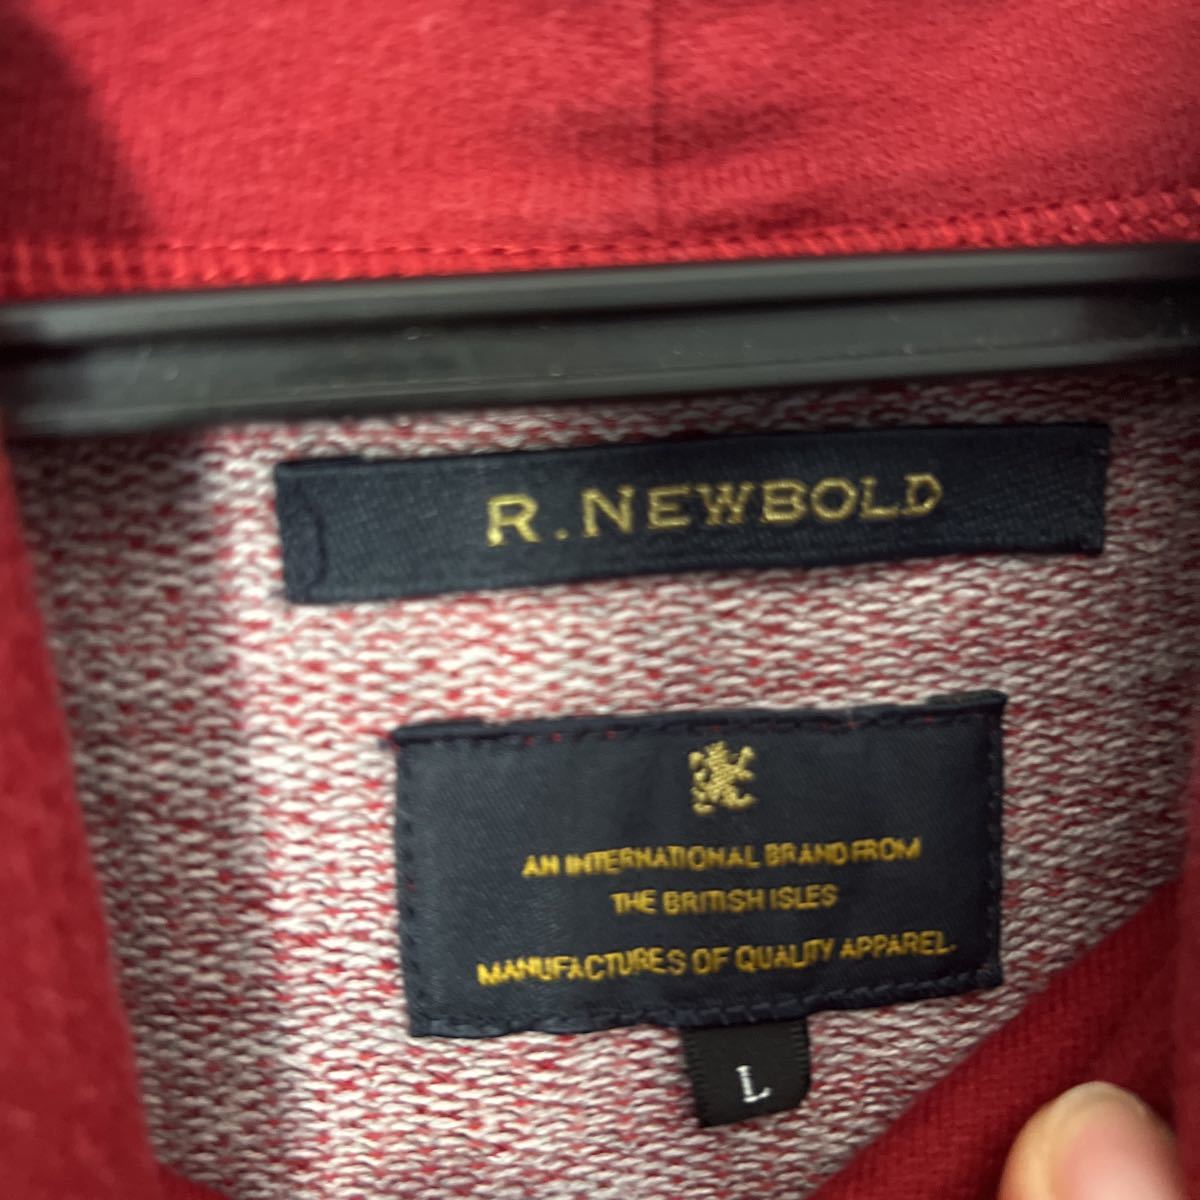 R. NEWBOLD
AN INTERNATIONAL BRAND FROM
THE BRITISH ISLES
MANUFACTURES OF QUALITY APPAREL.
L